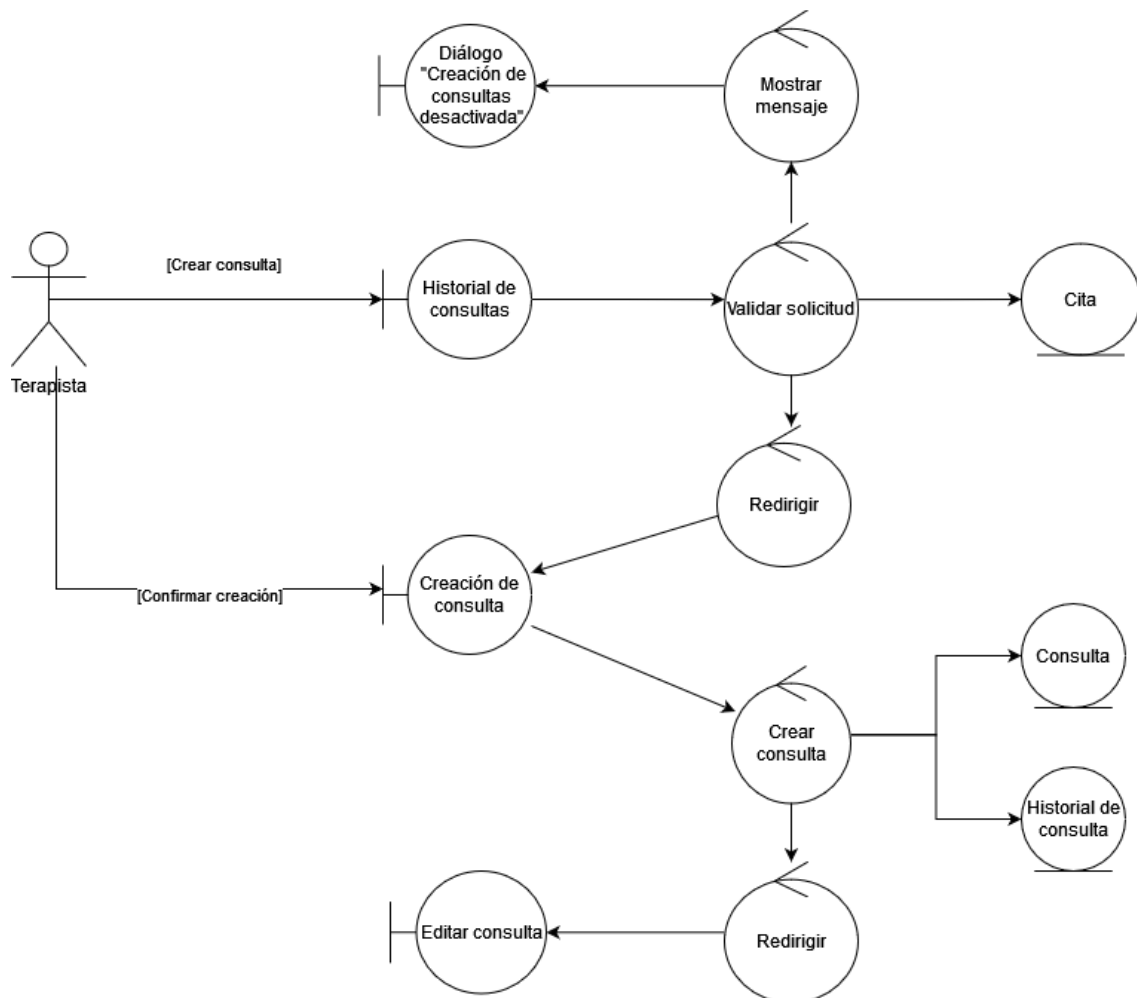 Diálogo
"Creación de
consultas
desactivada"
Mostrar
mensaje
[Crear consulta]
Historial de
consultas
Validar solicitud
Cita
Terapista
Redirigir
[Confirmar creación]
Creación de
consulta
Consulta
Crear
consulta
Historial de
consulta
Editar consulta
Redirigir